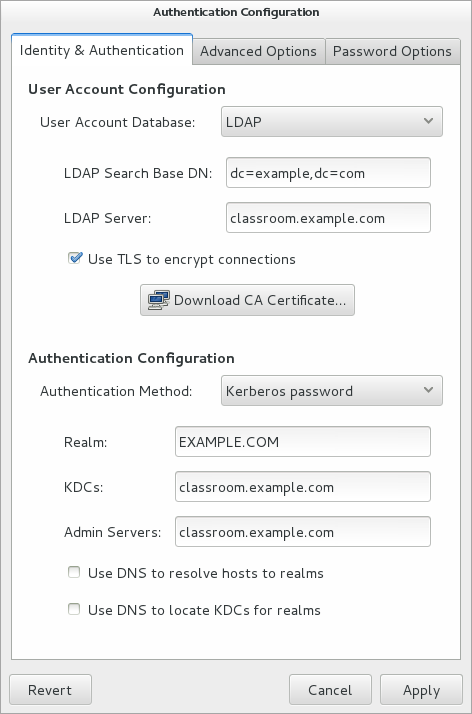 Authentication Configuration
Identity & Authentication
Advanced Options
Password Options
User Account Configuration
User Account Database: LDAP
LDAP Search Base DN: dc=example,dc=com
LDAP Server: classroom.example.com
Use TLS to encrypt connections
Download CA Certificate...
Authentication Configuration
Authentication Method: Kerberos password
Realm: EXAMPLE.COM
KDCs: classroom.example.com
Admin Servers: classroom.example.com
Use DNS to resolve hosts to realms
Use DNS to locate KDCs for realms
Revert
Cancel
Apply